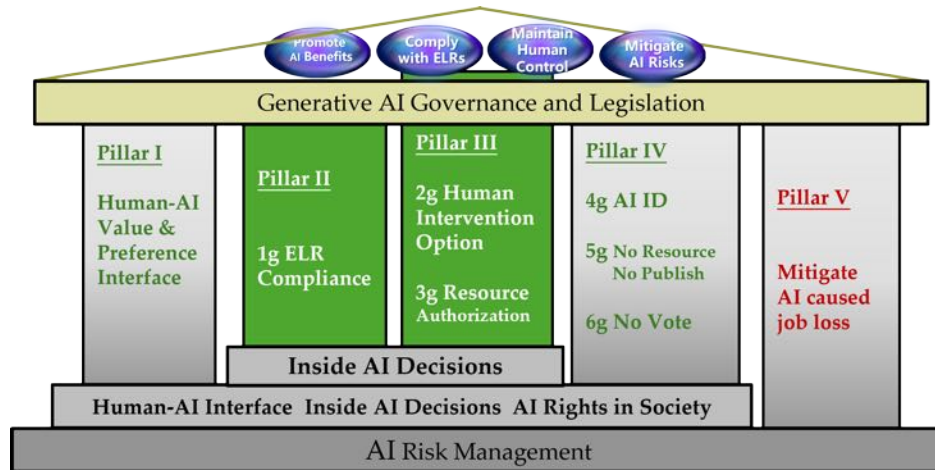 Promote
AI Benefits
Comply
with ELRs
Maintain
Human
Control
Mitigate
AI Risks
Generative AI Governance and Legislation
Pillar I
Human-AI
Value &
Preference
Interface
Pillar II
1g ELR
Compliance
Pillar III
2g Human
Intervention
Option
3g Resource
Authorization
Pillar IV
4g AI ID
5g No Resource
No Publish
6g No Vote
Pillar V
Mitigate
AI caused
job loss
Inside AI Decisions
Human-AI Interface Inside AI Decisions AI Rights in Society
AI Risk Management